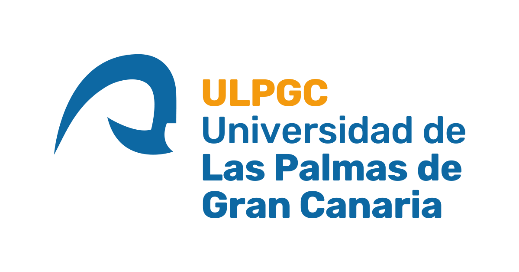 ULPGC
Universidad de
Las Palmas de
Gran Canaria